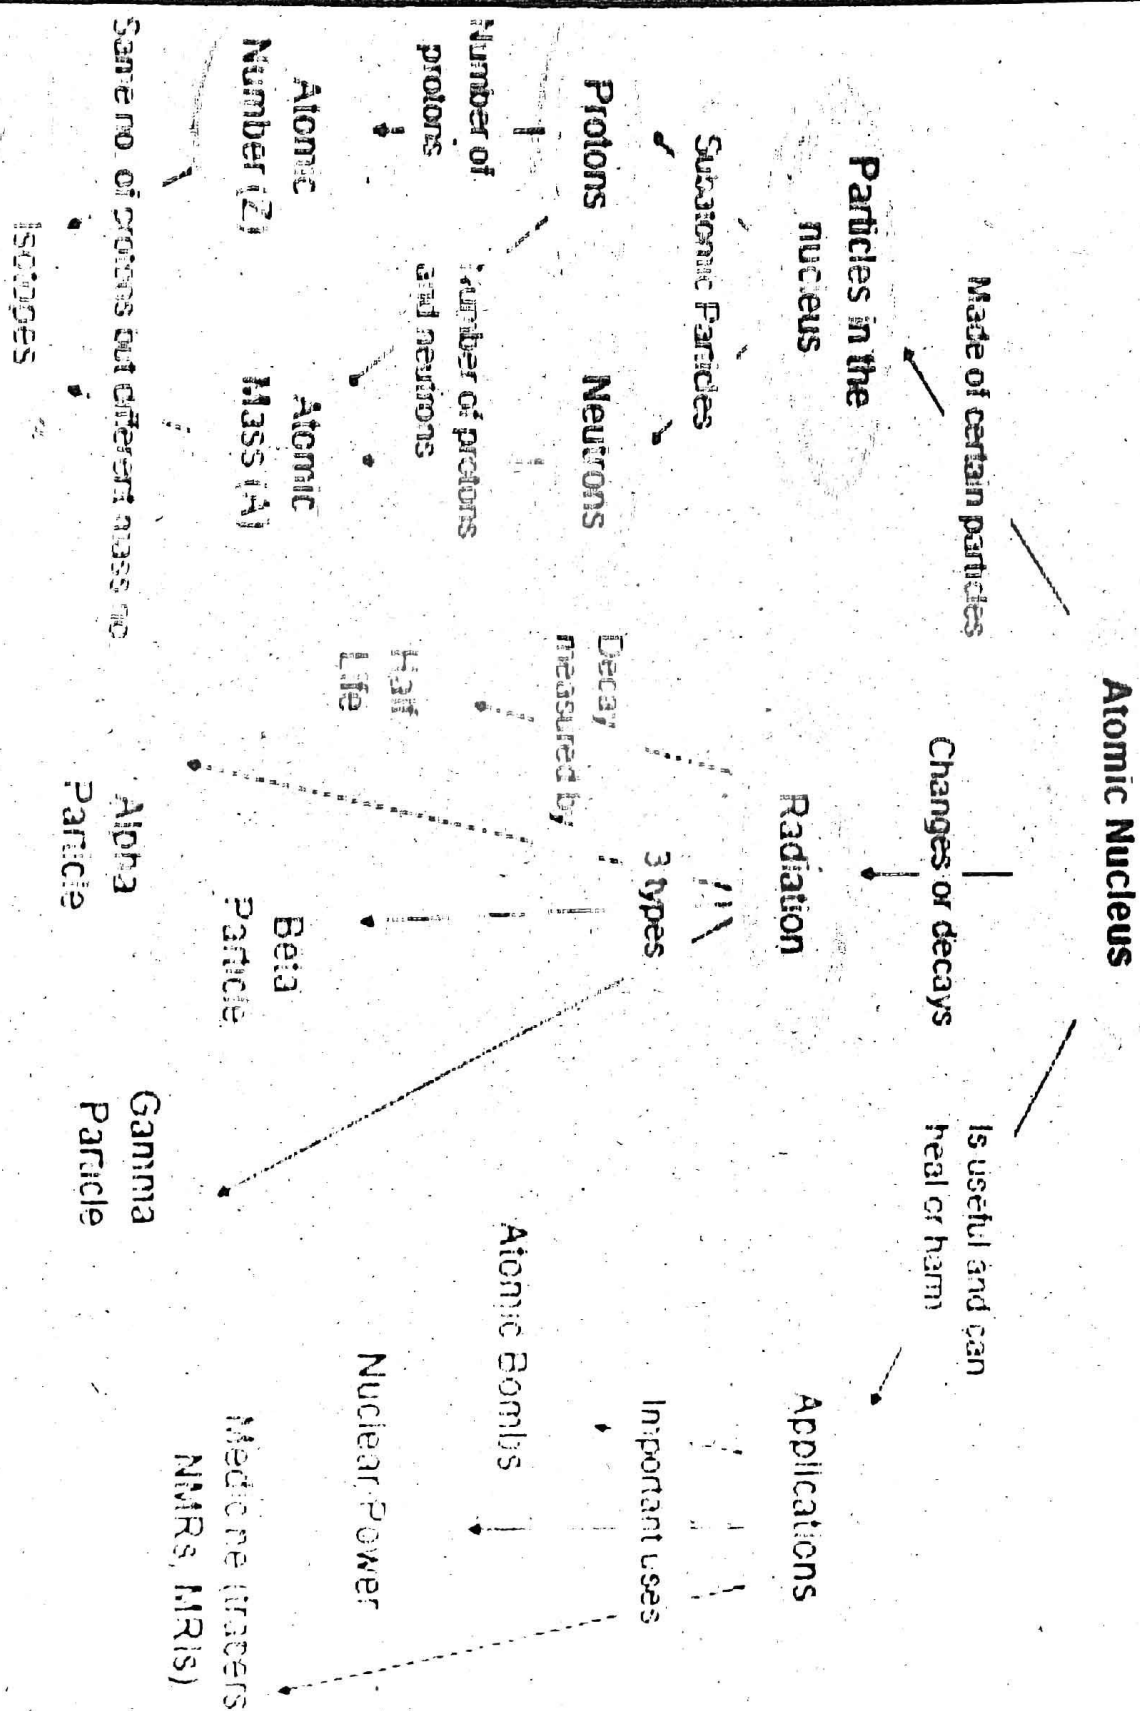 Atomic Nucleus
Made of certain particles
Changes or decays
Is useful and can
heal or harm
Particles in the
nucleus
Radiation
Applications
Subatomic Particles
3 types
Important uses
Protons
Neutrons
Decay
measured by
Atomic Bombs
Number of
protons
Number of protons
and neutrons
Half
Life
Nuclear Power
Atomic
Number (Z)
Atomic
Mass (A)
Beta
Particle
Medicine (tracers
NMRs, MRIs)
Same no. of protons but different mass no
Alpha
Particle
Gamma
Particle
Isotopes